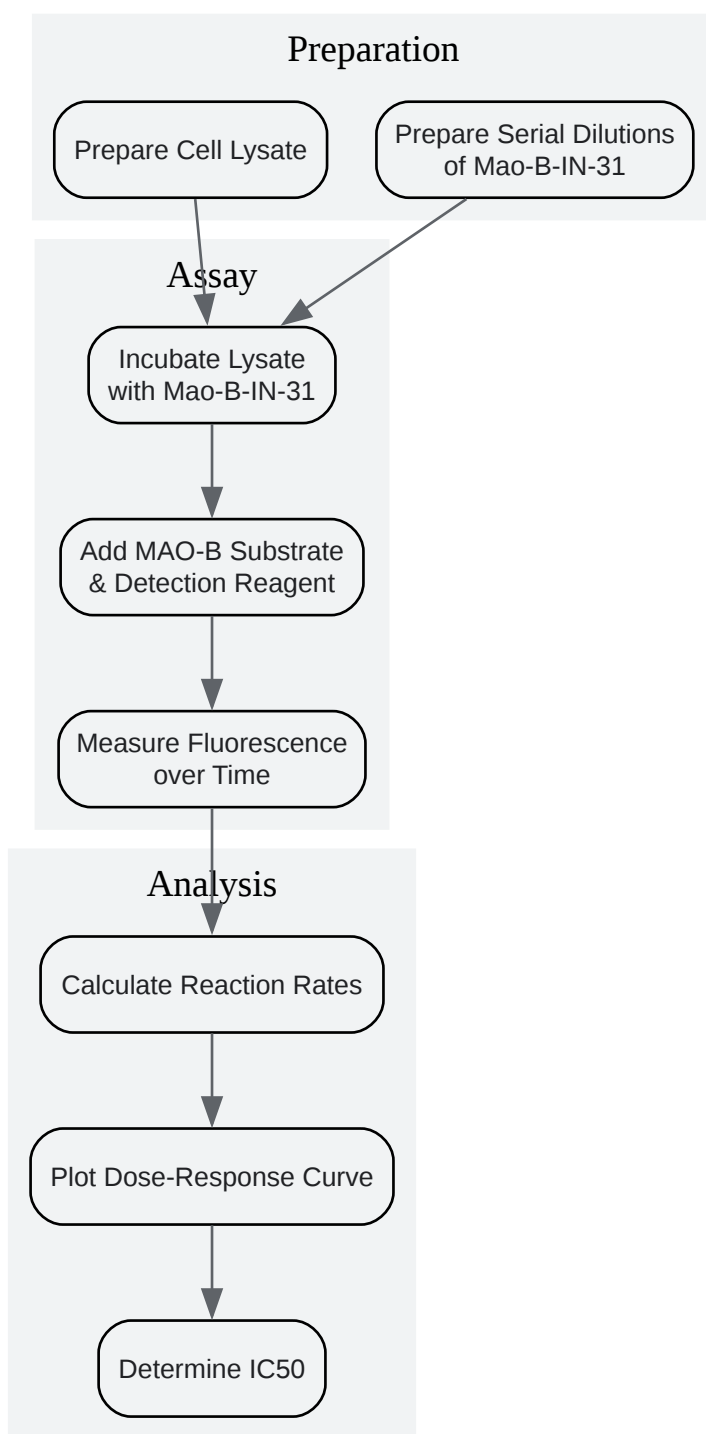 Preparation
Prepare Cell Lysate
Prepare Serial Dilutions
of Mao-B-IN-31
Assay
Incubate Lysate
with Mao-B-IN-31
Add MAO-B Substrate
& Detection Reagent
Measure Fluorescence
over Time
Analysis
Calculate Reaction Rates
Plot Dose-Response Curve
Determine IC50